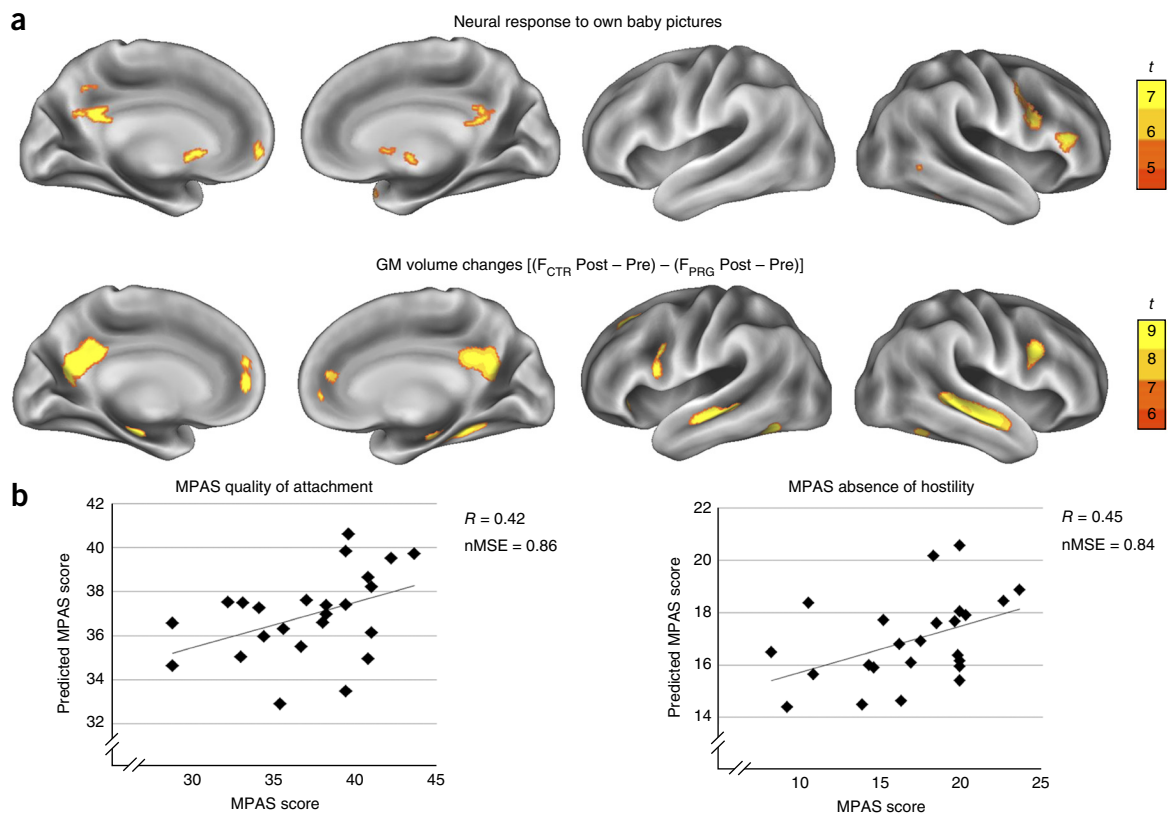 a
Neural response to own baby pictures
t
7
6
5
GM volume changes [(F_CTR Post – Pre) – (F_PRG Post – Pre)]
t
9
8
7
6
b
MPAS quality of attachment
42
40
38
36
34
32
Predicted MPAS score
30 35 40 45
MPAS score
R = 0.42
nMSE = 0.86
MPAS absence of hostility
22
20
18
16
14
Predicted MPAS score
10 15 20 25
MPAS score
R = 0.45
nMSE = 0.84